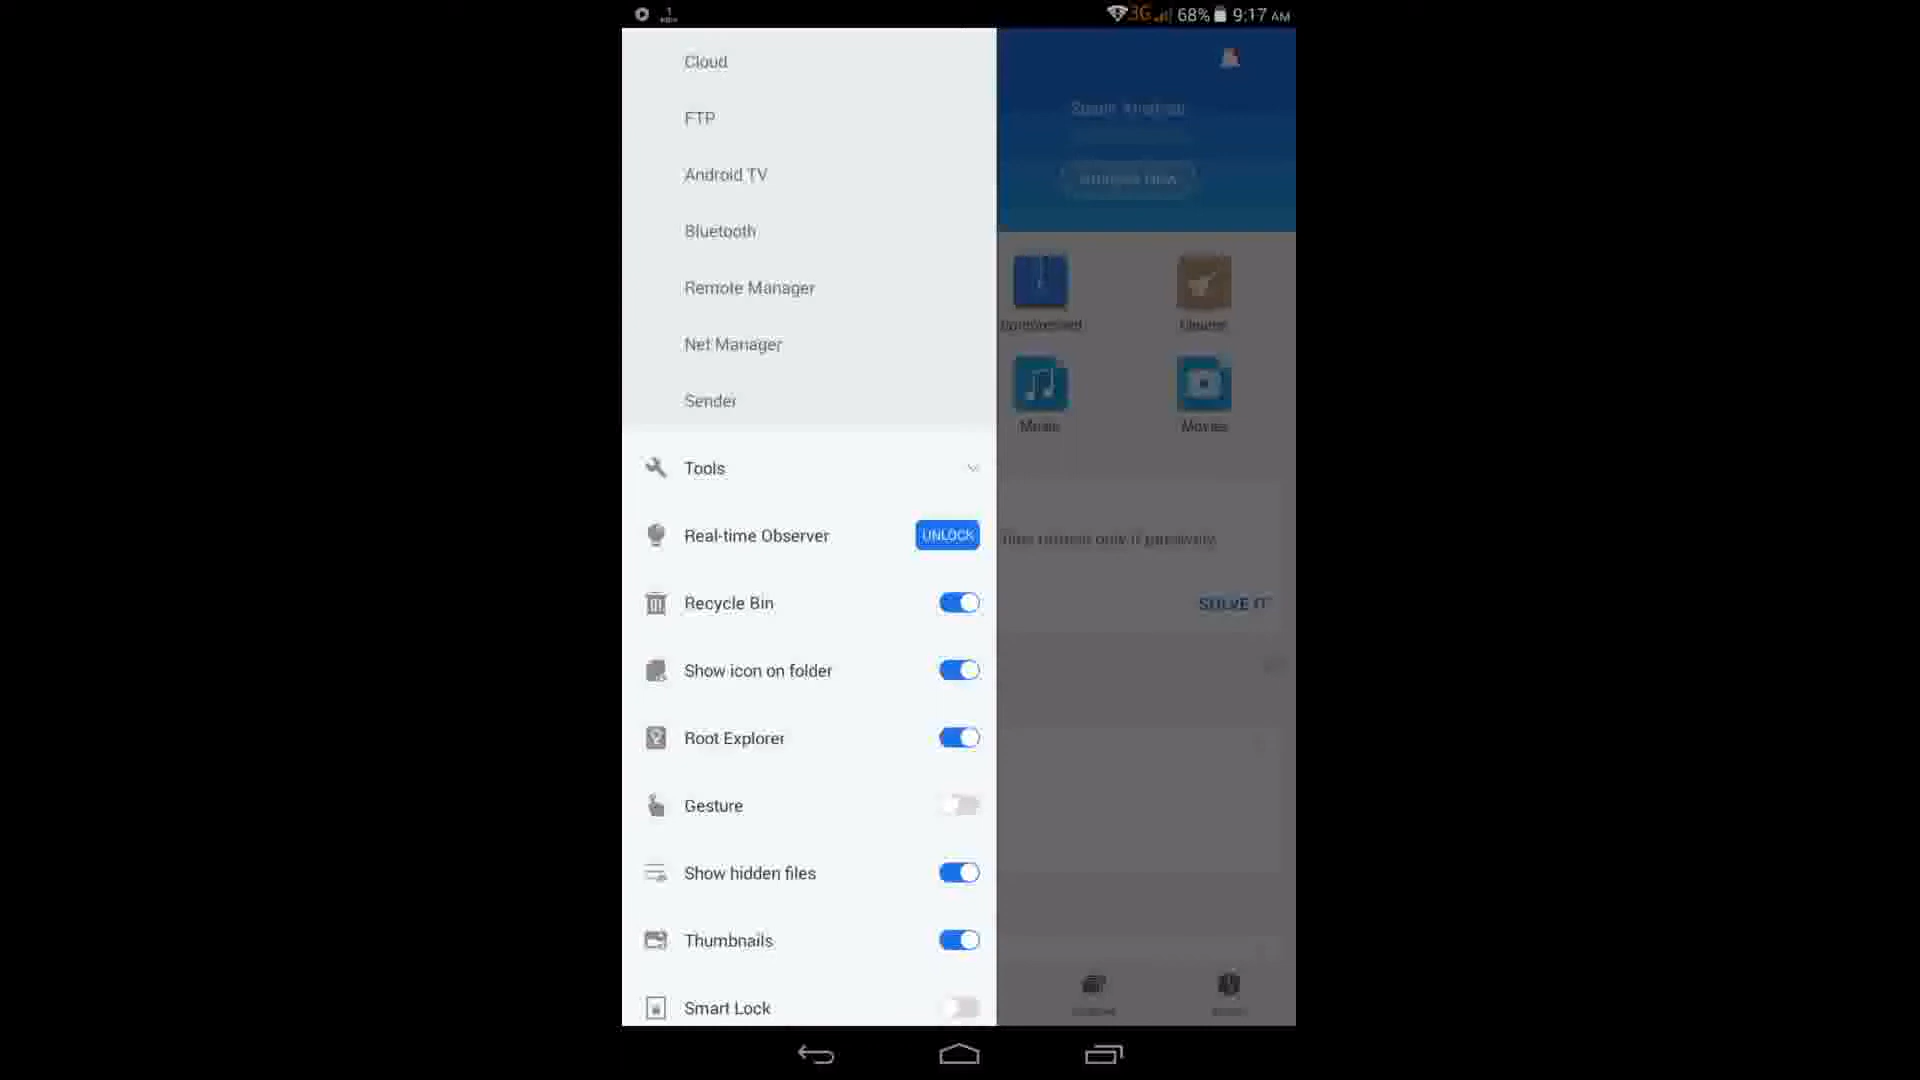 3G 68% 9:17 AM
Cloud
FTP
Android TV
Bluetooth
Remote Manager
Net Manager
Sender
Tools
Real-time Observer UNLOCK
Recycle Bin
Show icon on folder
Root Explorer
Gesture
Show hidden files
Thumbnails
Smart Lock
Music
Movies
SOLVE IT